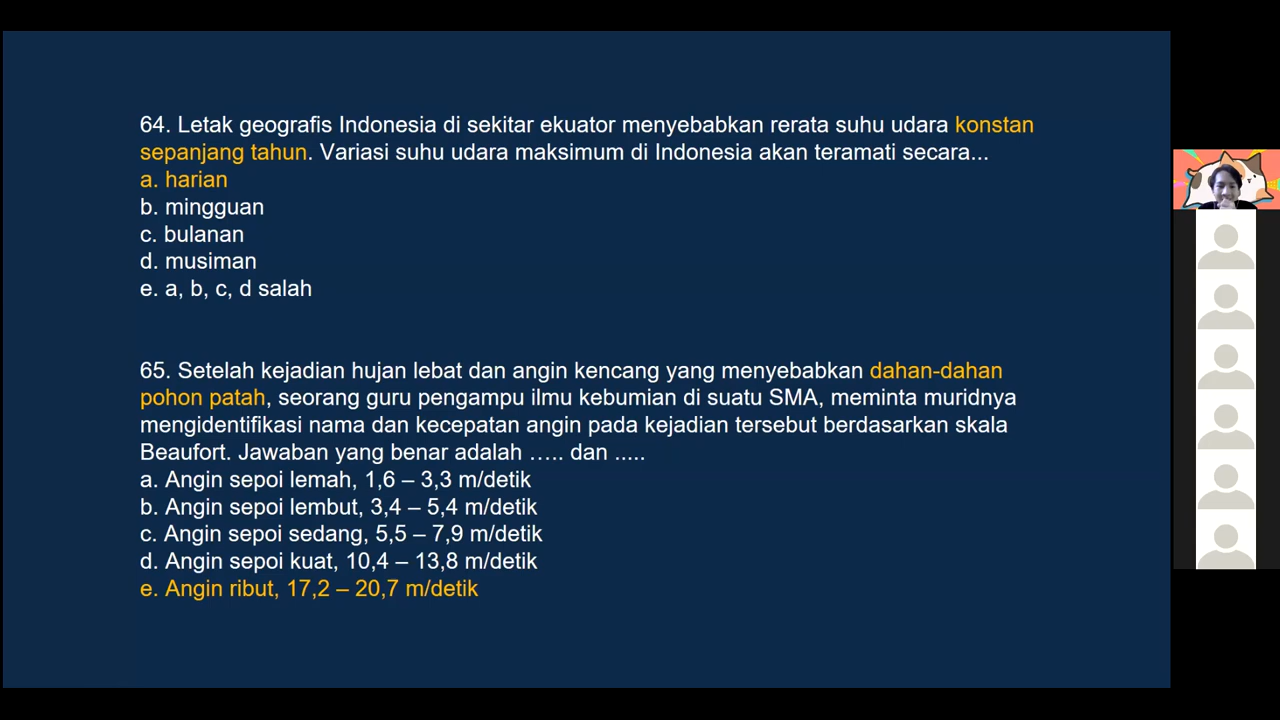 64. Letak geografis Indonesia di sekitar ekuator menyebabkan rerata suhu udara konstan
sepanjang tahun. Variasi suhu udara maksimum di Indonesia akan teramati secara...
a. harian
b. mingguan
c. bulanan
d. musiman
e. a, b, c, d salah
65. Setelah kejadian hujan lebat dan angin kencang yang menyebabkan dahan-dahan
pohon patah, seorang guru pengampu ilmu kebumian di suatu SMA, meminta muridnya
mengidentifikasi nama dan kecepatan angin pada kejadian tersebut berdasarkan skala
Beaufort. Jawaban yang benar adalah ….. dan .....
a. Angin sepoi lemah, 1,6 – 3,3 m/detik
b. Angin sepoi lembut, 3,4 – 5,4 m/detik
c. Angin sepoi sedang, 5,5 – 7,9 m/detik
d. Angin sepoi kuat, 10,4 – 13,8 m/detik
e. Angin ribut, 17,2 – 20,7 m/detik